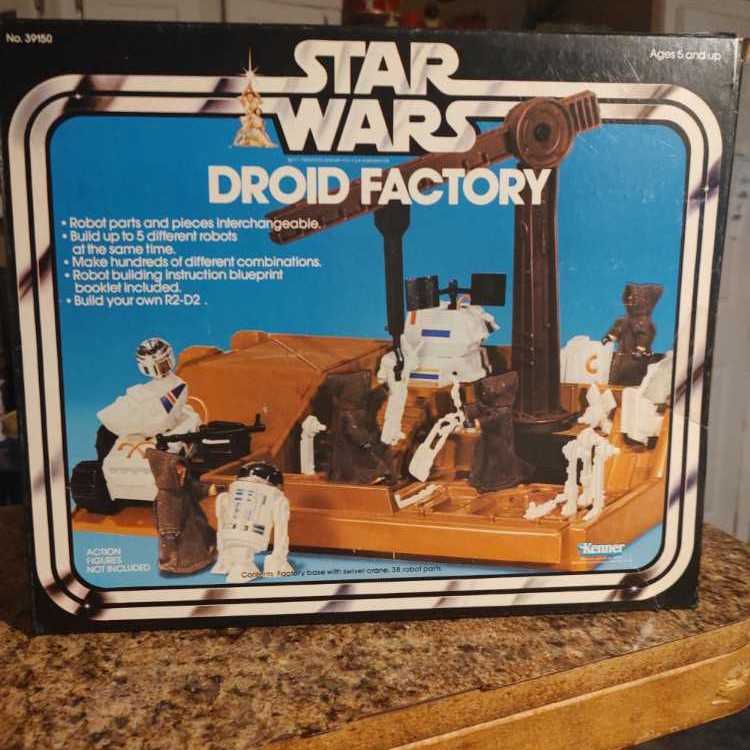 No. 39150
STAR
WARS
Ages 5 and up
DROID FACTORY
• Robot parts and pieces interchangeable.
• Build up to 5 different robots
at the same time.
• Make hundreds of different combinations.
• Robot building instruction blueprint
booklet included.
• Build your own R2-D2 .
ACTION
FIGURES
NOT INCLUDED
Contents: Factory base with swivel crane, 38 robot parts.
Kenner